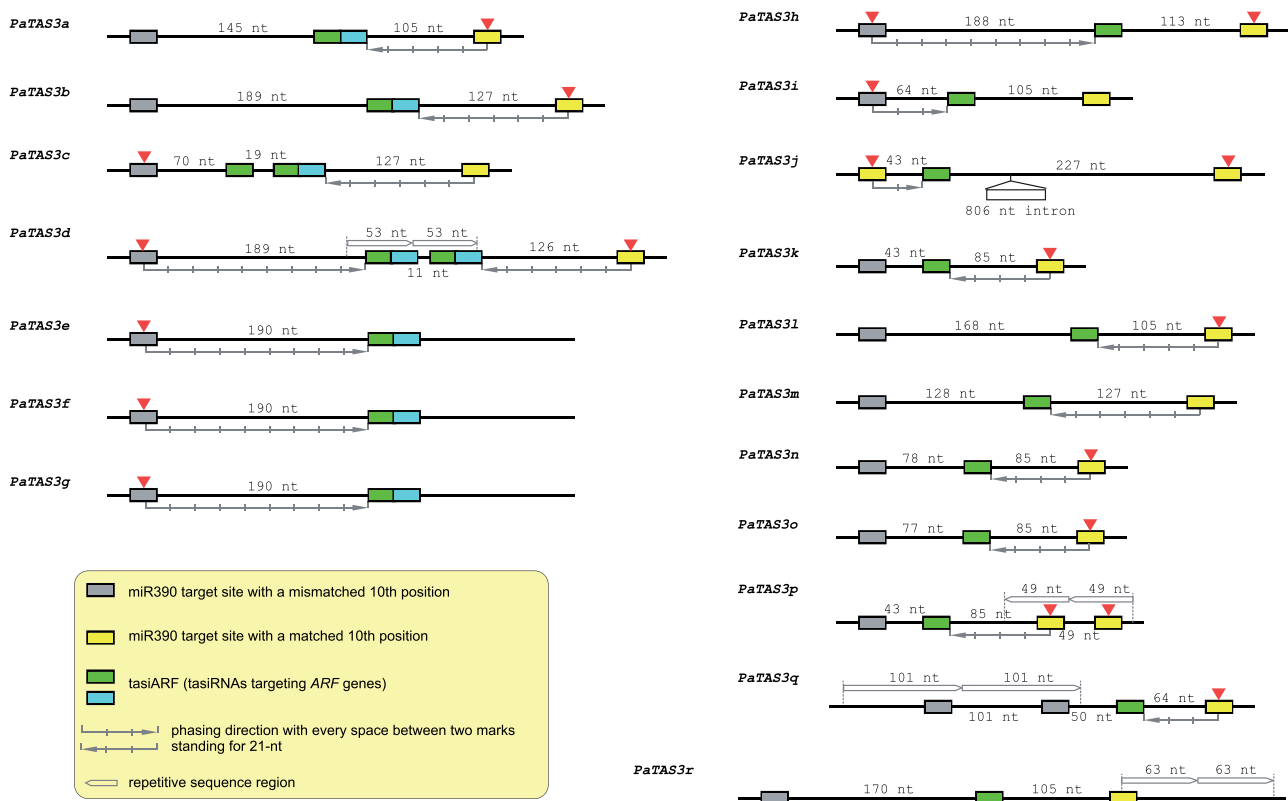 PaTAS3a
145 nt
105 nt
PaTAS3b
189 nt
127 nt
PaTAS3c
70 nt
19 nt
127 nt
PaTAS3d
53 nt
53 nt
189 nt
126 nt
11 nt
PaTAS3e
190 nt
PaTAS3f
190 nt
PaTAS3g
190 nt
miR390 target site with a mismatched 10th position
miR390 target site with a matched 10th position
tasiARF (tasiRNAs targeting ARF genes)
phasing direction with every space between two marks
standing for 21-nt
repetitive sequence region
PaTAS3h
188 nt
113 nt
PaTAS3i
64 nt
105 nt
PaTAS3j
43 nt
227 nt
806 nt intron
PaTAS3k
43 nt
85 nt
PaTAS3l
168 nt
105 nt
PaTAS3m
128 nt
127 nt
PaTAS3n
78 nt
85 nt
PaTAS3o
77 nt
85 nt
PaTAS3p
49 nt
49 nt
43 nt
85 nt
49 nt
PaTAS3q
101 nt
101 nt
64 nt
101 nt
50 nt
PaTAS3r
63 nt
63 nt
170 nt
105 nt